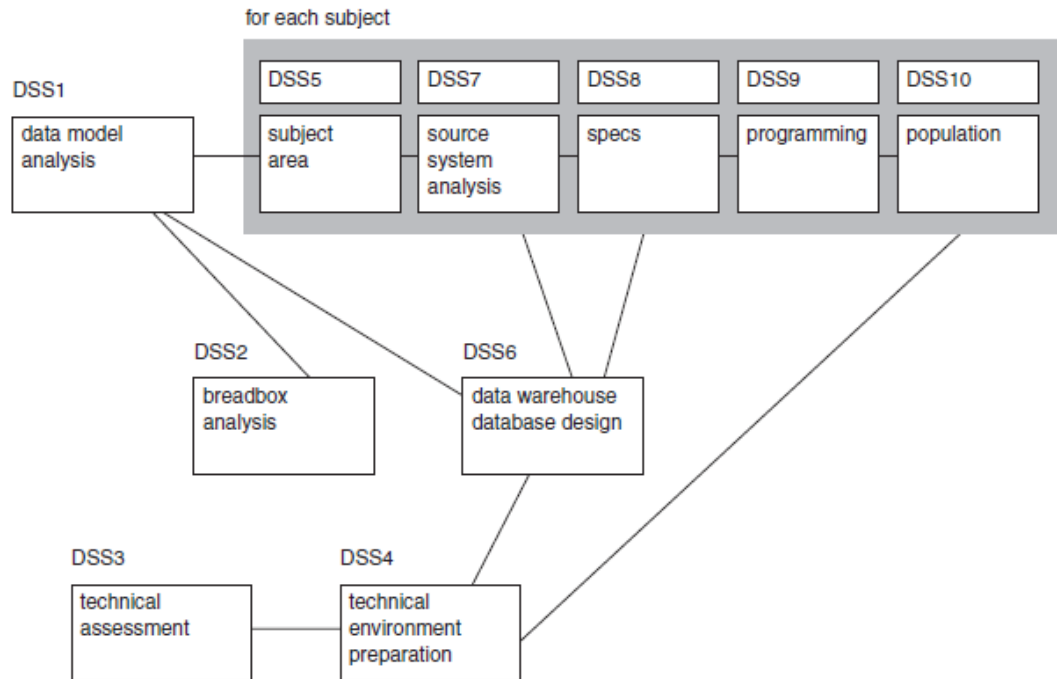 for each subject
DSS1
DSS5
DSS7
DSS8
DSS9
DSS10
data model
analysis
subject
area
source
system
analysis
specs
programming
population
DSS2
breadbox
analysis
DSS6
data warehouse
database design
DSS3
technical
assessment
DSS4
technical
environment
preparation